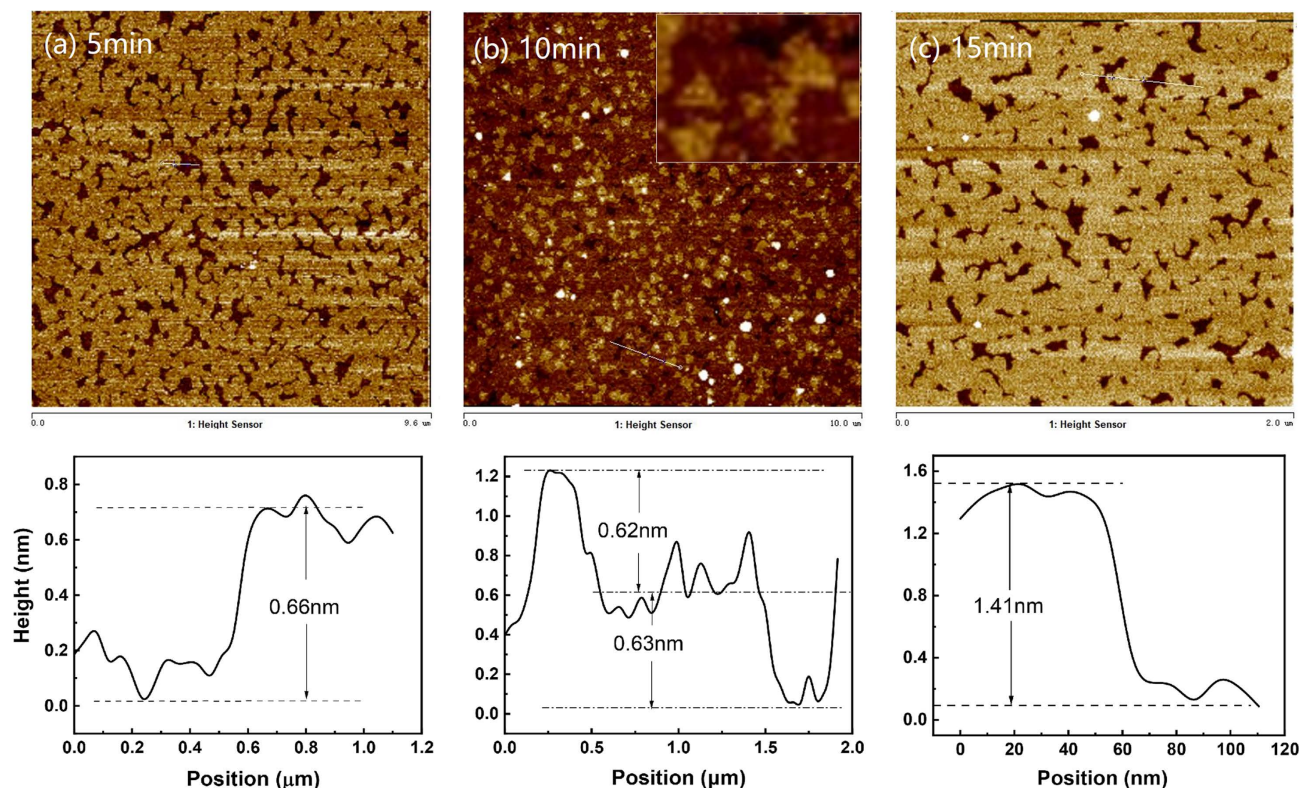 (a) 5min
(b) 10min
(c) 15min
0.0
1: Height Sensor
9.6 um
0.0
1: Height Sensor
10.0 um
0.0
1: Height Sensor
2.0 um
Height (nm)
0.8
0.6
0.4
0.2
0.0
0.66nm
0.0 0.2 0.4 0.6 0.8 1.0 1.2
Position (μm)
1.2
1.0
0.8
0.6
0.4
0.2
0.0
0.62nm
0.63nm
0.0 0.5 1.0 1.5 2.0
Position (μm)
1.6
1.2
0.8
0.4
0.0
1.41nm
0 20 40 60 80 100 120
Position (nm)